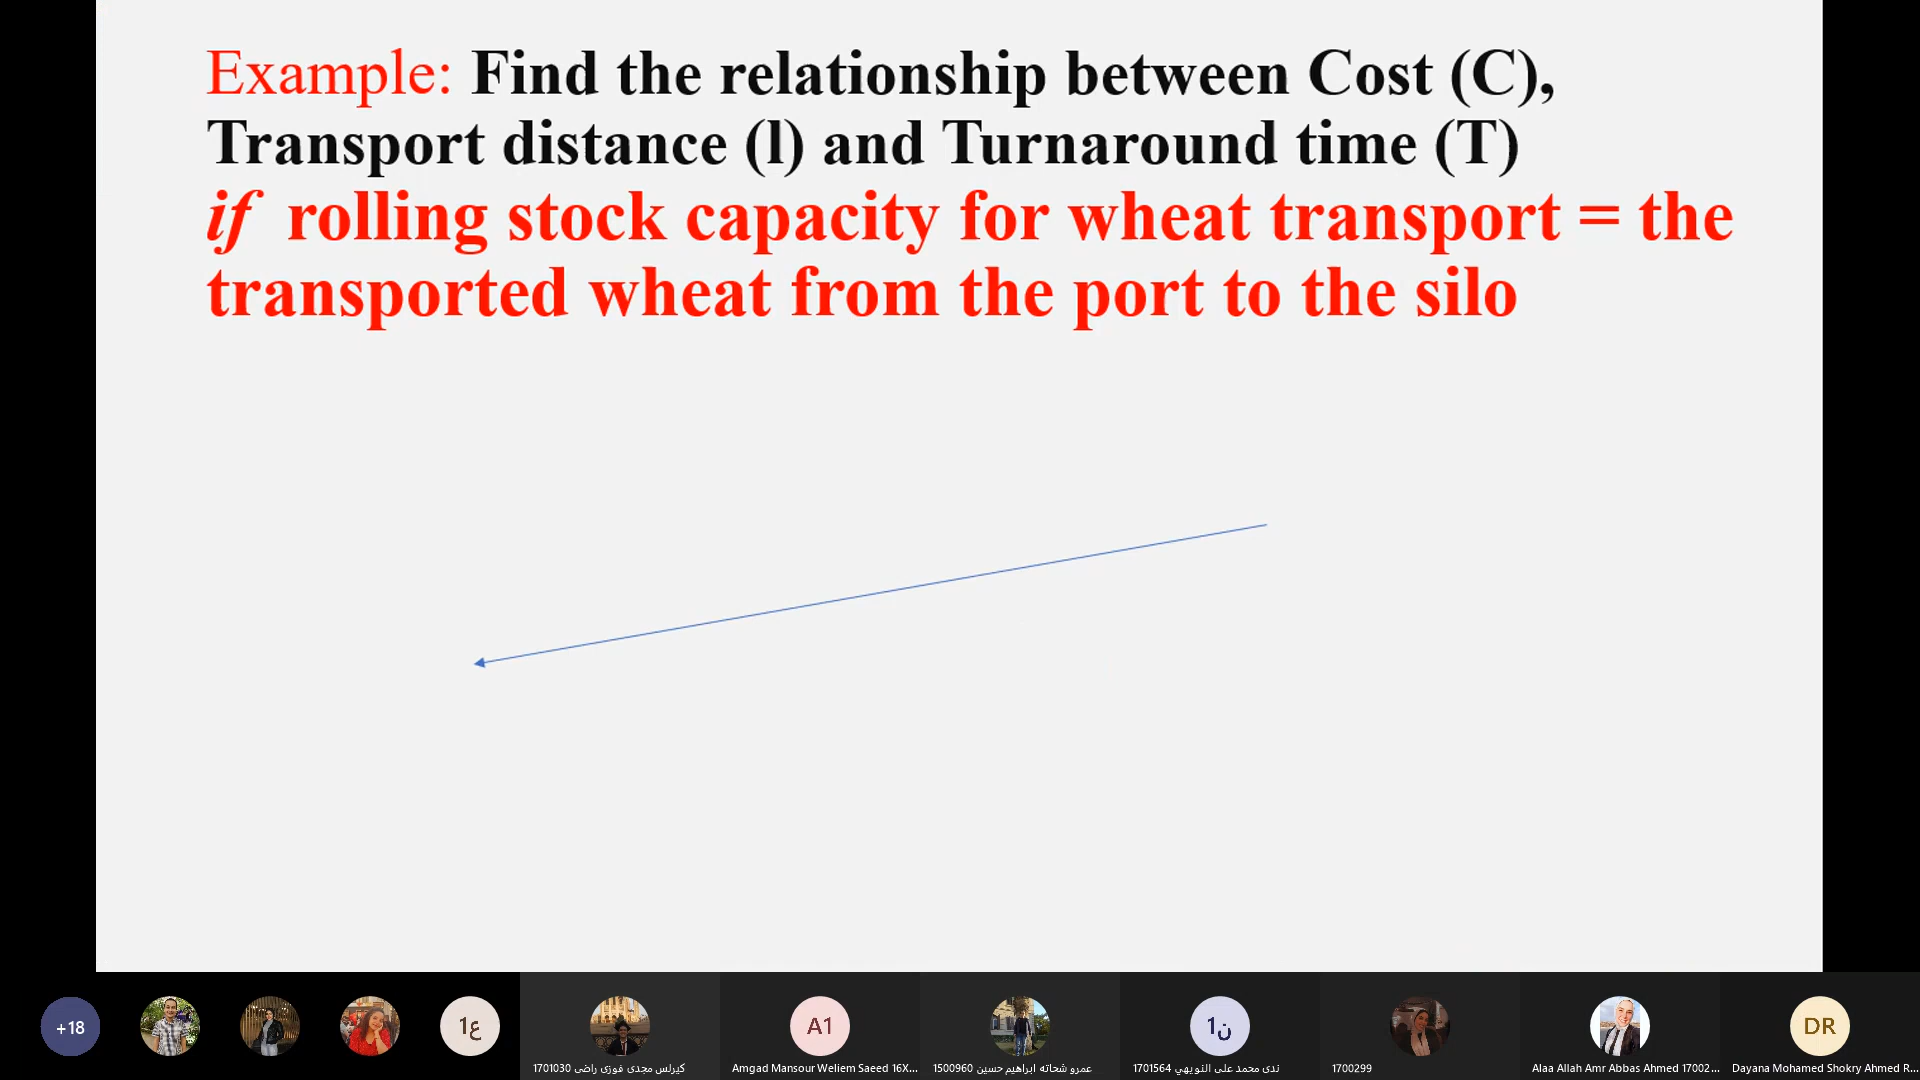 Example: Find the relationship between Cost (C),
Transport distance (l) and Turnaround time (T)
if rolling stock capacity for wheat transport = the
transported wheat from the port to the silo
+18
1ع
A1
1ن
DR
1701030 كيرلس مجدى فوزى راضى
Amgad Mansour Weliem Saeed 16X...
1500960 عمرو شحاته ابراهيم حسين
1701564 ندى محمد على النويهي
1700299
Alaa Allah Amr Abbas Ahmed 17002...
Dayana Mohamed Shokry Ahmed R...